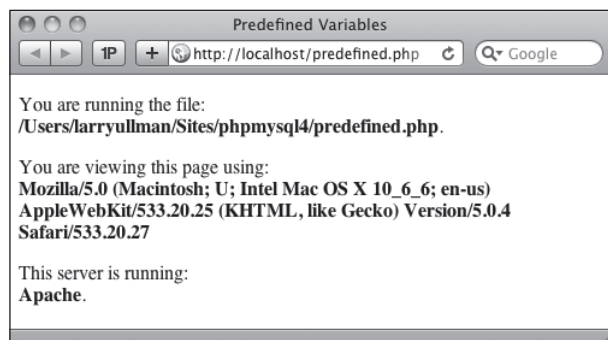 Predefined Variables
1P + http://localhost/predefined.php Google
You are running the file:
/Users/larryullman/Sites/phpmysql4/predefined.php.
You are viewing this page using:
Mozilla/5.0 (Macintosh; U; Intel Mac OS X 10_6_6; en-us)
AppleWebKit/533.20.25 (KHTML, like Gecko) Version/5.0.4
Safari/533.20.27
This server is running:
Apache.